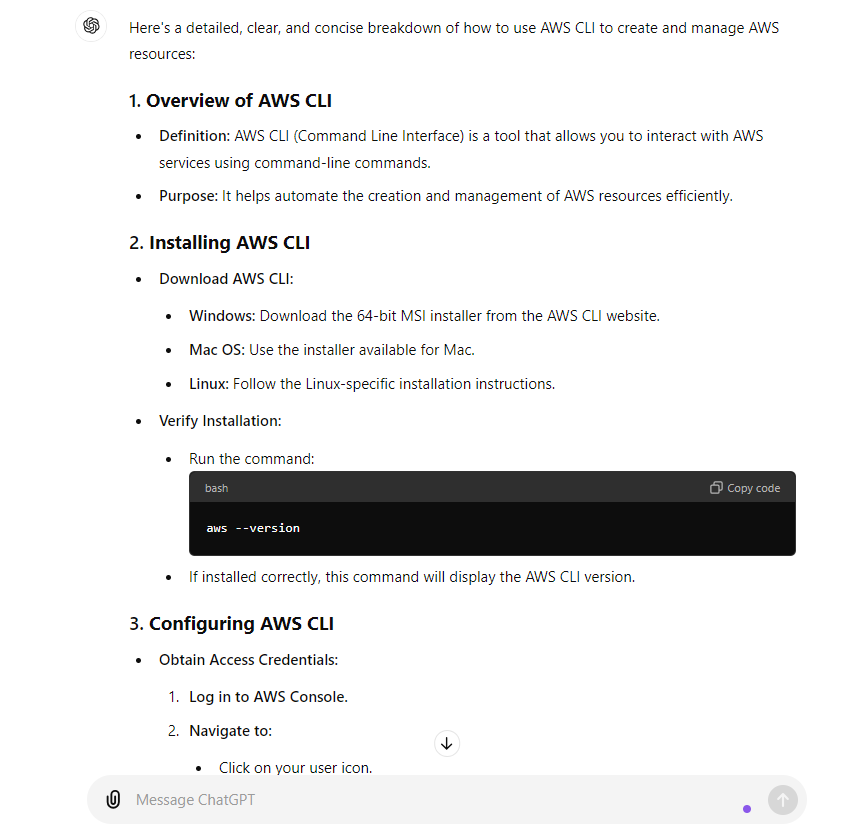 Here's a detailed, clear, and concise breakdown of how to use AWS CLI to create and manage AWS
resources:
1. Overview of AWS CLI
Definition: AWS CLI (Command Line Interface) is a tool that allows you to interact with AWS
services using command-line commands.
Purpose: It helps automate the creation and management of AWS resources efficiently.
2. Installing AWS CLI
Download AWS CLI:
Windows: Download the 64-bit MSI installer from the AWS CLI website.
Mac OS: Use the installer available for Mac.
Linux: Follow the Linux-specific installation instructions.
Verify Installation:
Run the command:
bash Copy code
aws --version
If installed correctly, this command will display the AWS CLI version.
3. Configuring AWS CLI
Obtain Access Credentials:
1. Log in to AWS Console.
2. Navigate to:
Click on your user icon.
Message ChatGPT